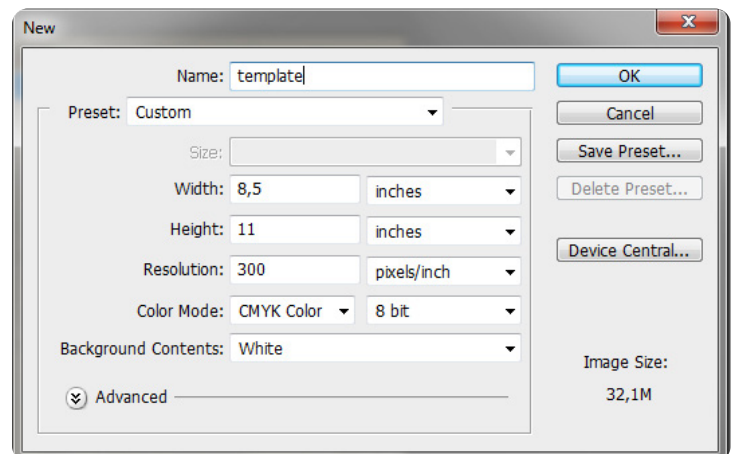 New
Name: template
OK
Preset: Custom
Cancel
Size:
Save Preset...
Width: 8,5 inches
Delete Preset...
Height: 11 inches
Device Central...
Resolution: 300 pixels/inch
Color Mode: CMYK Color 8 bit
Background Contents: White
Image Size:
32,1M
Advanced